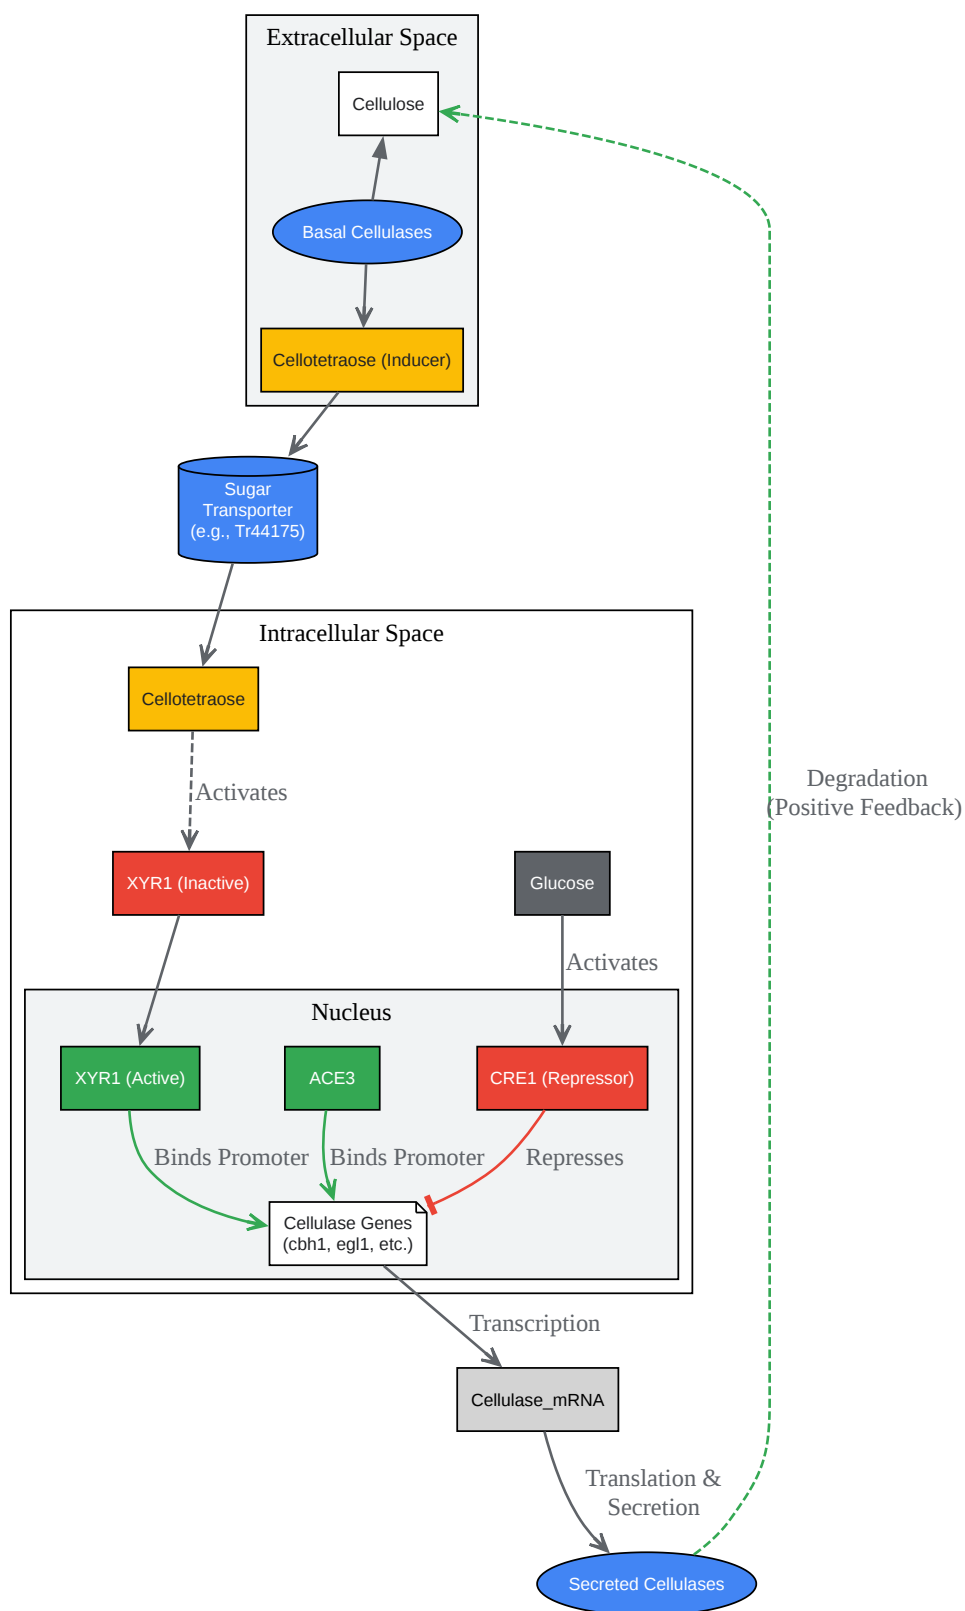 Extracellular Space
Cellulose
Basal Cellulases
Cellotetraose (Inducer)
Sugar
Transporter
(e.g., Tr44175)
Intracellular Space
Cellotetraose
Degradation
(Positive Feedback)
Activates
XYR1 (Inactive)
Glucose
Activates
Nucleus
XYR1 (Active)
ACE3
CRE1 (Repressor)
Binds Promoter
Binds Promoter
Represses
Cellulase Genes
(cbh1, egl1, etc.)
Transcription
Cellulase_mRNA
Translation &
Secretion
Secreted Cellulases